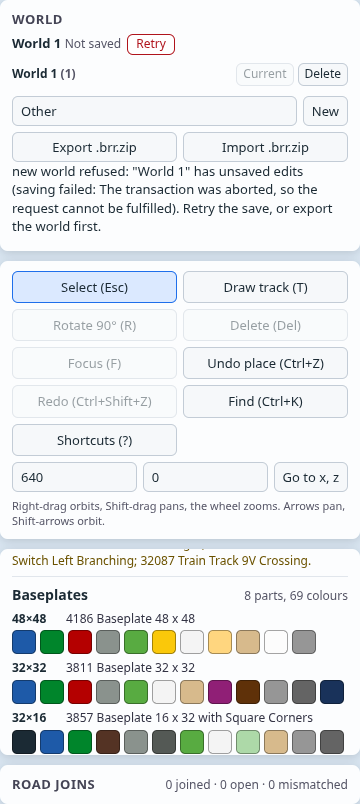 WORLD
World 1 Not saved Retry
World 1 (1) Current Delete
Other New
Export .brr.zip Import .brr.zip
new world refused: "World 1" has unsaved edits
(saving failed: The transaction was aborted, so the
request cannot be fulfilled). Retry the save, or export
the world first.
Select (Esc) Draw track (T)
Rotate 90° (R) Delete (Del)
Focus (F) Undo place (Ctrl+Z)
Redo (Ctrl+Shift+Z) Find (Ctrl+K)
Shortcuts (?)
640 0 Go to x, z
Right-drag orbits, Shift-drag pans, the wheel zooms. Arrows pan,
Shift-arrows orbit.
Switch Left Branching; 32087 Train Track 9V Crossing.
Baseplates 8 parts, 69 colours
48×48 4186 Baseplate 48 x 48
32×32 3811 Baseplate 32 x 32
32×16 3857 Baseplate 16 x 32 with Square Corners
ROAD JOINS 0 joined · 0 open · 0 mismatched